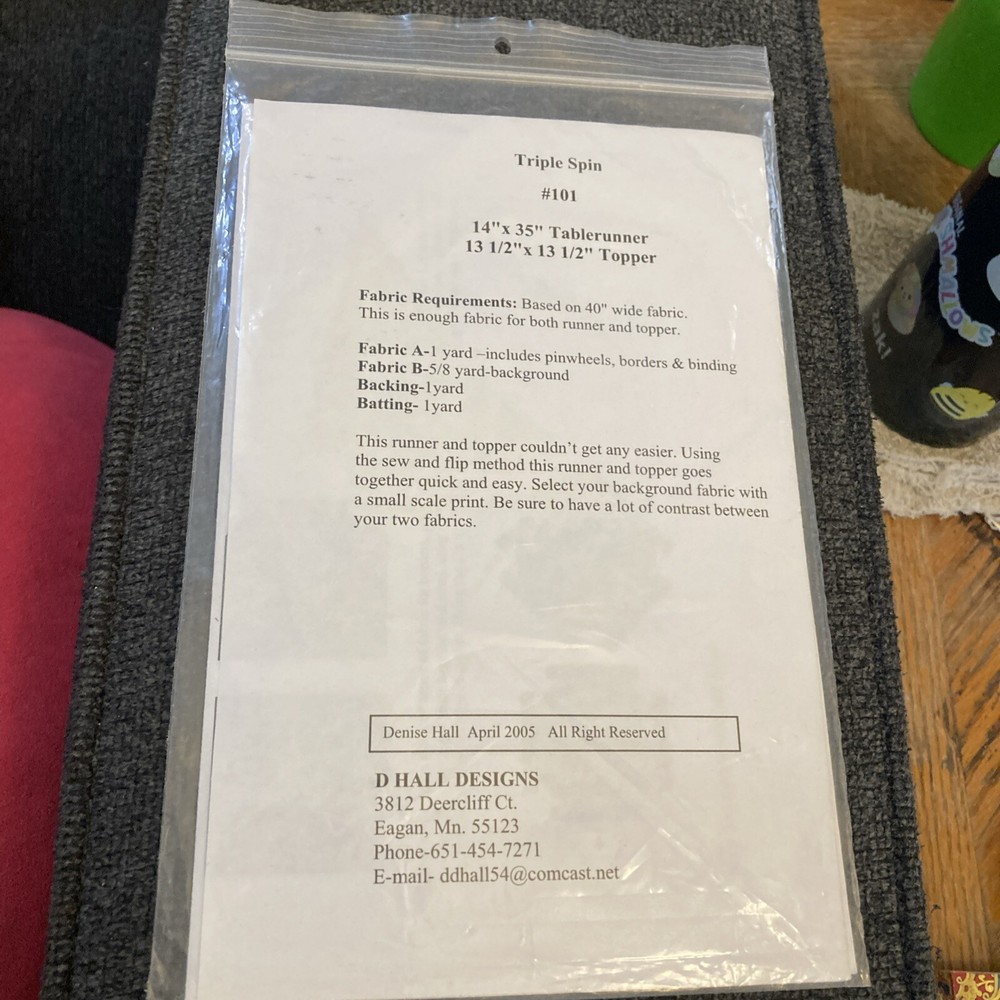 Triple Spin
#101
14"x 35" Tablerunner
13 1/2"x 13 1/2" Topper
Fabric Requirements: Based on 40" wide fabric.
This is enough fabric for both runner and topper.
Fabric A-1 yard –includes pinwheels, borders & binding
Fabric B-5/8 yard-background
Backing-1yard
Batting- 1yard
This runner and topper couldn't get any easier. Using
the sew and flip method this runner and topper goes
together quick and easy. Select your background fabric with
a small scale print. Be sure to have a lot of contrast between
your two fabrics.
Denise Hall April 2005 All Right Reserved
D HALL DESIGNS
3812 Deercliff Ct.
Eagan, Mn. 55123
Phone-651-454-7271
E-mail- ddhall54@comcast.net